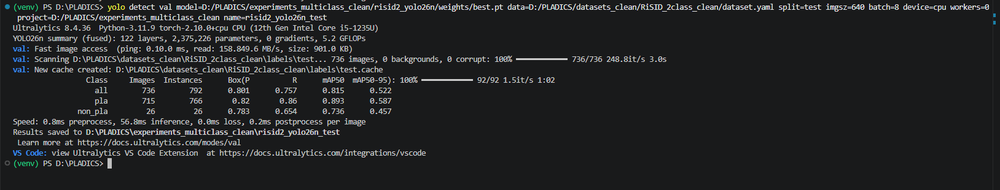 (venv) PS D:\PLADICS> yolo detect val model=D:/PLADICS/experiments_multiclass_clean/risid2_yolo26n/weights/best.pt data=D:/PLADICS/datasets_clean/RiSID_2class_clean/dataset.yaml split=test imgsz=640 batch=8 device=cpu workers=0
project=D:/PLADICS/experiments_multiclass_clean name=risid2_yolo26n_test
Ultralytics 8.4.36 Python-3.11.9 torch-2.10.0+cpu CPU (12th Gen Intel Core i5-1235U)
YOLO26n summary (fused): 122 layers, 2,375,226 parameters, 0 gradients, 5.2 GFLOPs
val: Fast image access (ping: 0.10.0 ms, read: 158.849.6 MB/s, size: 901.0 KB)
val: Scanning D:\PLADICS\datasets_clean\RiSID_2class_clean\labels\test... 736 images, 0 backgrounds, 0 corrupt: 100% ━━━━━━━━━━━━ 736/736 248.8it/s 3.0s
val: New cache created: D:\PLADICS\datasets_clean\RiSID_2class_clean\labels\test.cache
Class Images Instances Box(P R mAP50 mAP50-95): 100% ━━━━━━━━━━━━ 92/92 1.5it/s 1:02
all 736 792 0.801 0.757 0.815 0.522
pla 715 766 0.82 0.86 0.893 0.587
non_pla 26 26 0.783 0.654 0.736 0.457
Speed: 0.8ms preprocess, 56.8ms inference, 0.0ms loss, 0.2ms postprocess per image
Results saved to D:\PLADICS\experiments_multiclass_clean\risid2_yolo26n_test
Learn more at https://docs.ultralytics.com/modes/val
VS Code: view Ultralytics VS Code Extension at https://docs.ultralytics.com/integrations/vscode
(venv) PS D:\PLADICS>